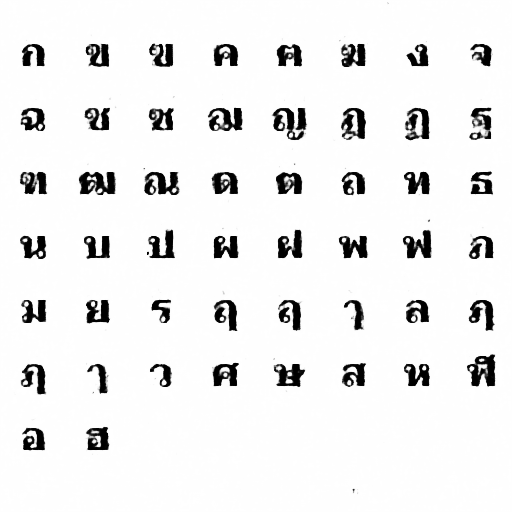 ก ข ฃ ค ฅ ฆ ง จ
ฉ ช ซ ฌ ญ ฎ ฏ ฐ
ฑ ฒ ณ ด ต ถ ท ธ
น บ ป ผ ฝ พ ฟ ภ
ม ย ร ฤ ฤ ๅ ล ฦ
ฦ ๅ ว ศ ษ ส ห ฬ
อ ฮ